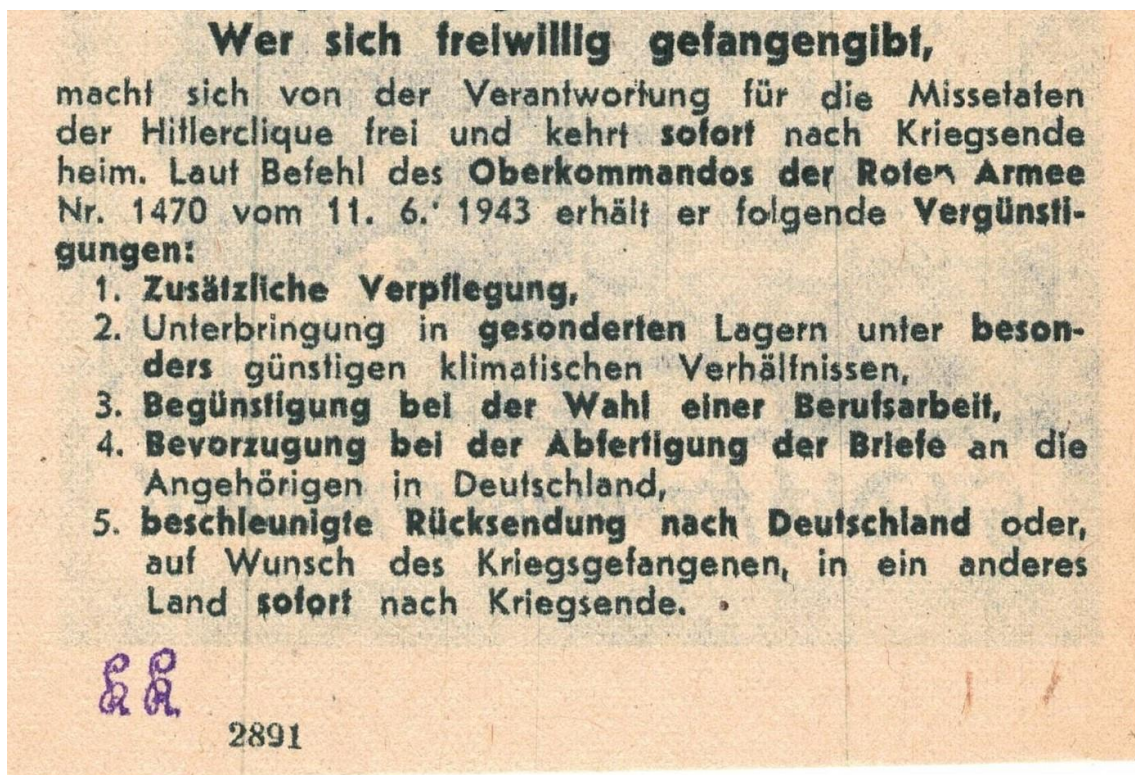 Wer sich freiwillig gefangengibt,
macht sich von der Verantwortung für die Missetaten
der Hitlerclique frei und kehrt sofort nach Kriegsende
heim. Laut Befehl des Oberkommandos der Roten Armee
Nr. 1470 vom 11. 6. 1943 erhält er folgende Vergünsti-
gungen:
1. Zusätzliche Verpflegung,
2. Unterbringung in gesonderten Lagern unter beson-
ders günstigen klimatischen Verhältnissen,
3. Begünstigung bei der Wahl einer Berufsarbeit,
4. Bevorzugung bei der Abfertigung der Briefe an die
Angehörigen in Deutschland,
5. beschleunigte Rücksendung nach Deutschland oder,
auf Wunsch des Kriegsgefangenen, in ein anderes
Land sofort nach Kriegsende.
2891